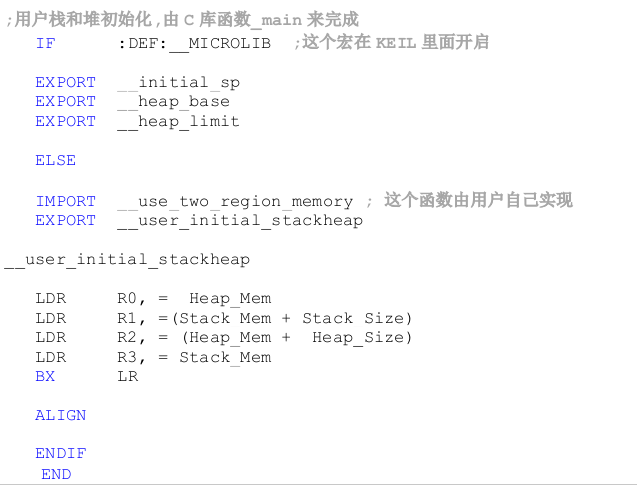 ;用户栈和堆初始化,由 C 库函数_main 来完成
IF :DEF:__MICROLIB ;这个宏在 KEIL 里面开启
EXPORT __initial_sp
EXPORT __heap_base
EXPORT __heap_limit
ELSE
IMPORT __use_two_region_memory ; 这个函数由用户自己实现
EXPORT __user_initial_stackheap
__user_initial_stackheap
LDR R0, = Heap_Mem
LDR R1, =(Stack_Mem + Stack_Size)
LDR R2, = (Heap_Mem + Heap_Size)
LDR R3, = Stack_Mem
BX LR
ALIGN
ENDIF
END